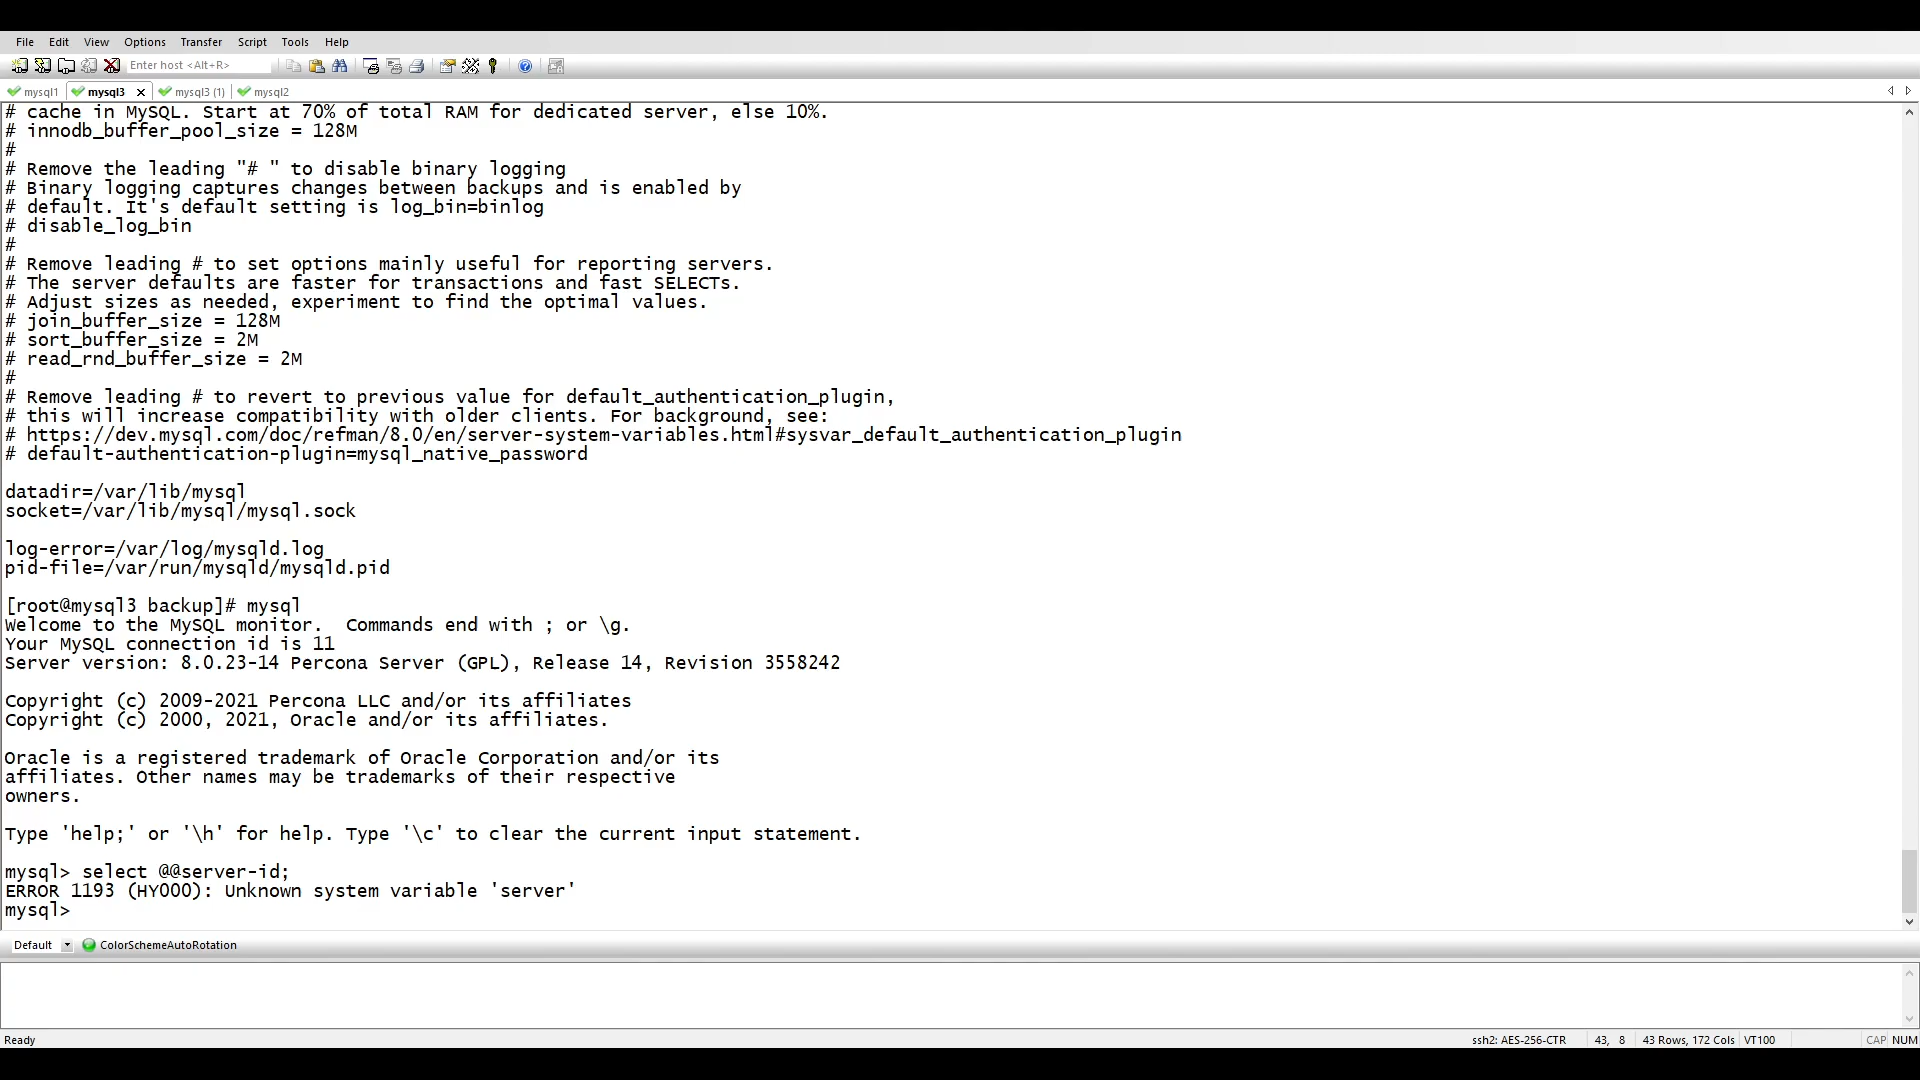 File Edit View Options Transfer Script Tools Help
Enter host <Alt+R>
mysql1 mysql3 mysql3 (1) mysql2
# cache in MySQL. Start at 70% of total RAM for dedicated server, else 10%.
# innodb_buffer_pool_size = 128M
#
# Remove the leading "# " to disable binary logging
# Binary logging captures changes between backups and is enabled by
# default. It's default setting is log_bin=binlog
# disable_log_bin
#
# Remove leading # to set options mainly useful for reporting servers.
# The server defaults are faster for transactions and fast SELECTs.
# Adjust sizes as needed, experiment to find the optimal values.
# join_buffer_size = 128M
# sort_buffer_size = 2M
# read_rnd_buffer_size = 2M
#
# Remove leading # to revert to previous value for default_authentication_plugin,
# this will increase compatibility with older clients. For background, see:
# https://dev.mysql.com/doc/refman/8.0/en/server-system-variables.html#sysvar_default_authentication_plugin
# default-authentication-plugin=mysql_native_password
datadir=/var/lib/mysql
socket=/var/lib/mysql/mysql.sock
log-error=/var/log/mysqld.log
pid-file=/var/run/mysqld/mysqld.pid
[root@mysql3 backup]# mysql
Welcome to the MySQL monitor.  Commands end with ; or \g.
Your MySQL connection id is 11
Server version: 8.0.23-14 Percona Server (GPL), Release 14, Revision 3558242
Copyright (c) 2009-2021 Percona LLC and/or its affiliates
Copyright (c) 2000, 2021, Oracle and/or its affiliates.
Oracle is a registered trademark of Oracle Corporation and/or its
affiliates. Other names may be trademarks of their respective
owners.
Type 'help;' or '\h' for help. Type '\c' to clear the current input statement.
mysql> select @@server-id;
ERROR 1193 (HY000): Unknown system variable 'server'
mysql>
Default ColorSchemeAutoRotation
Ready ssh2: AES-256-CTR 43, 8 43 Rows, 172 Cols VT100 CAP NUM